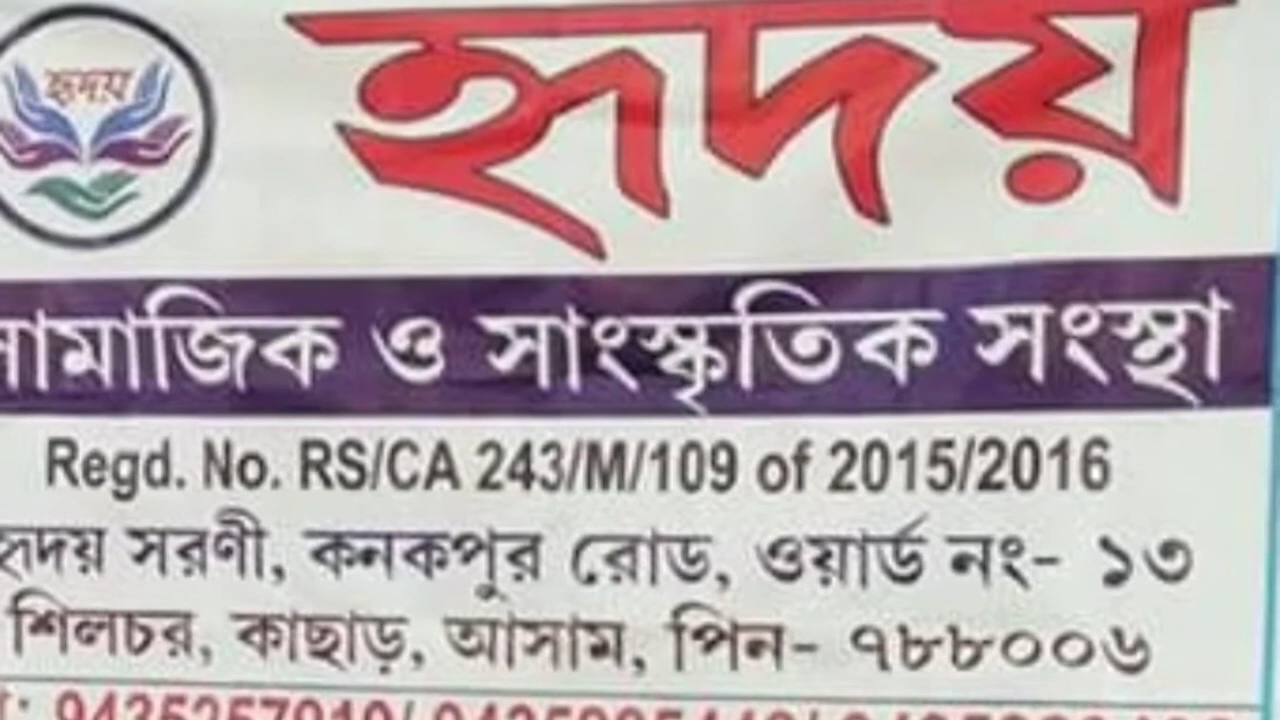 হৃদয়
হৃদয়
সামাজিক ও সাংস্কৃতিক সংস্থা
Regd. No. RS/CA 243/M/109 of 2015/2016
হৃদয় সরণী, কনকপুর রোড, ওয়ার্ড নং- ১৩
শিলচর, কাছাড়, আসাম, পিন- ৭৮৮০০৬